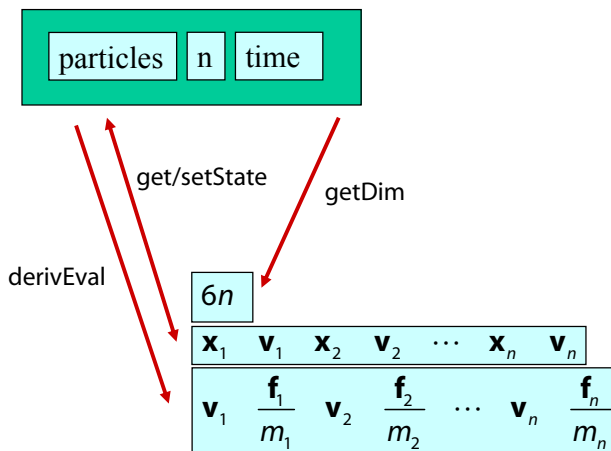 particles n time
get/setState
getDim
derivEval
6n
x₁ v₁ x₂ v₂ ⋯ xₙ vₙ
v₁ f₁/m₁ v₂ f₂/m₂ ⋯ vₙ fₙ/mₙ